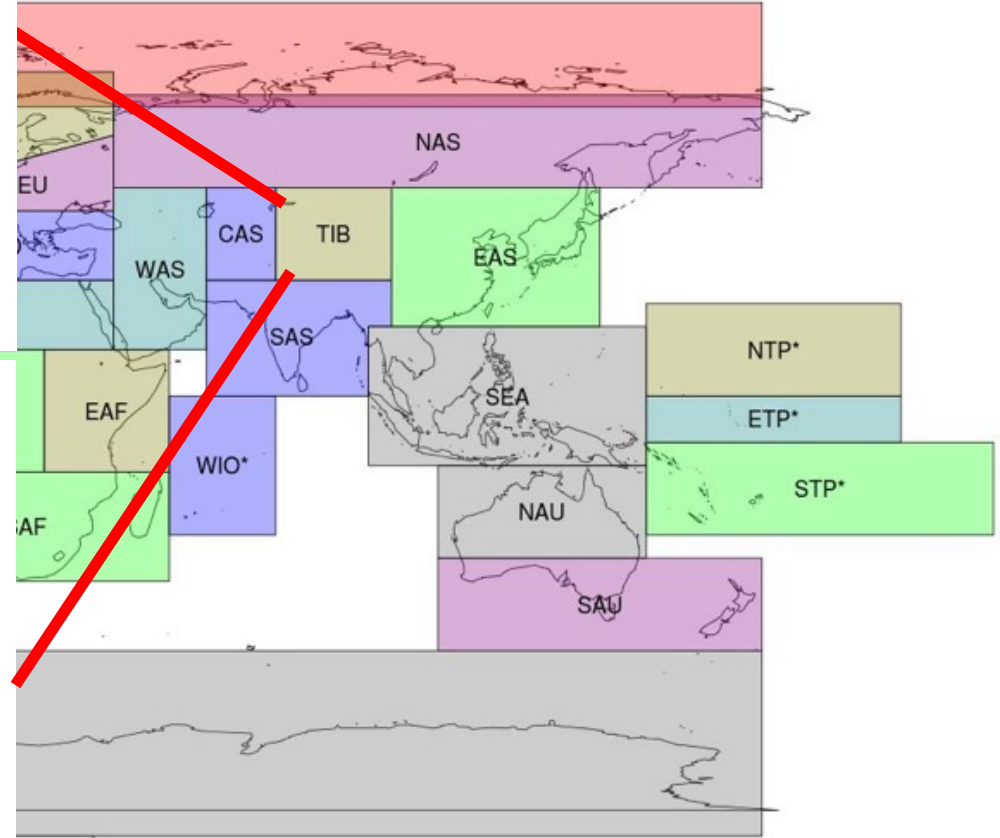 NAS
EU
CAS
TIB
WAS
EAS
SAS
NTP*
EAF
SEA
ETP*
WIO*
STP*
NAU
AF
SAU